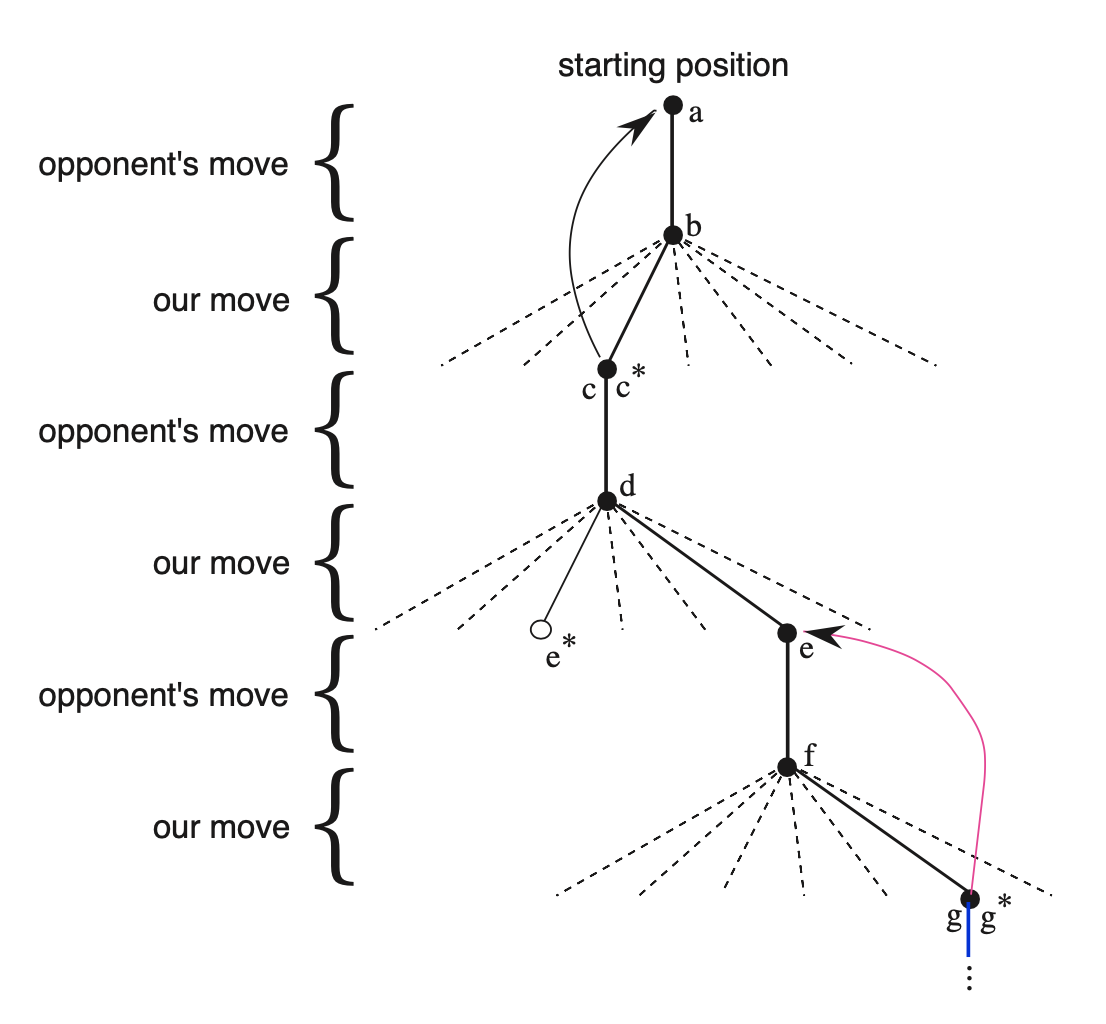 starting position
a
opponent's move
b
our move
c c*
opponent's move
d
our move
e*
e
opponent's move
f
our move
g g*
⋮